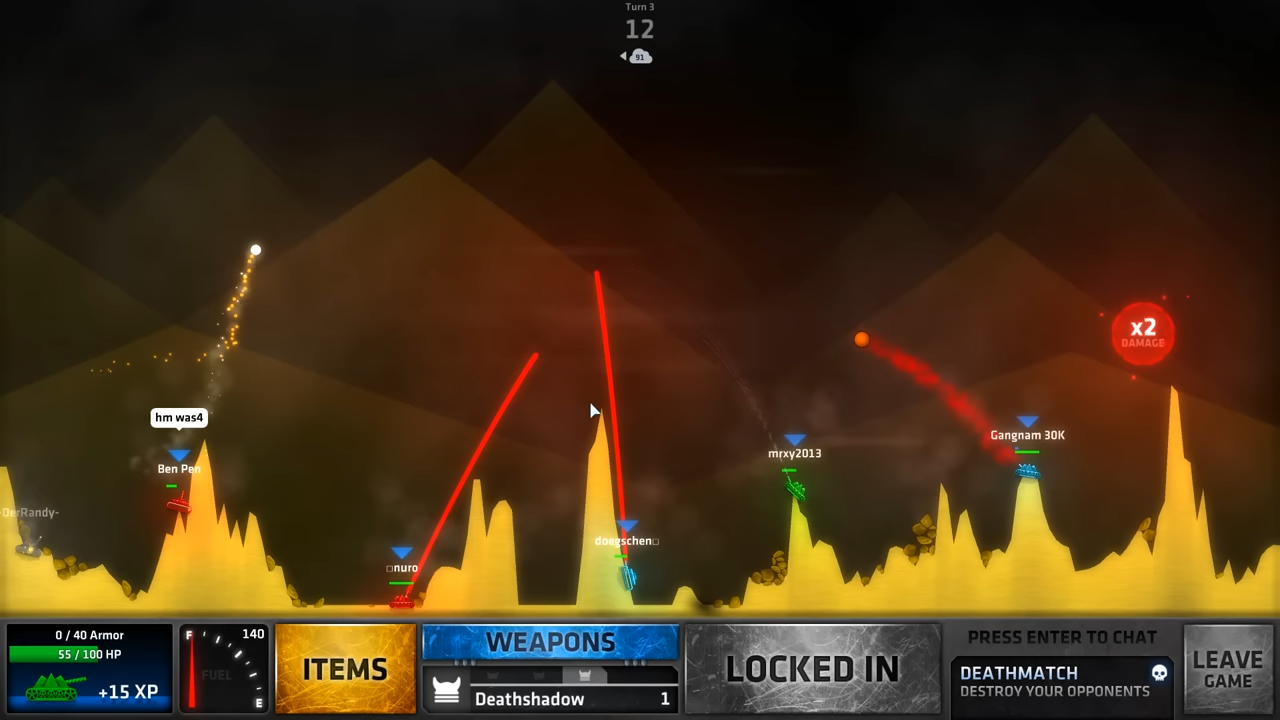 Turn 3
12
91
x2
DAMAGE
hm was4
Gangnam 30K
mrxy2013
Ben Pen
-DerRandy-
doegschen□
□nuro
0 / 40 Armor
55 / 100 HP
+15 XP
F
140
FUEL
E
ITEMS
WEAPONS
Deathshadow 1
LOCKED IN
PRESS ENTER TO CHAT
DEATHMATCH
DESTROY YOUR OPPONENTS
LEAVE
GAME